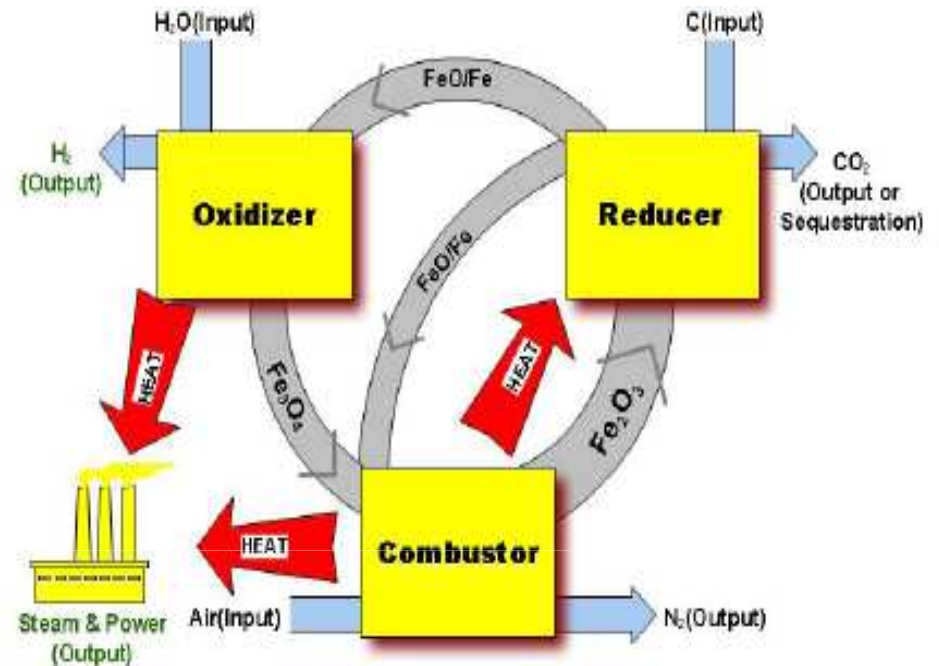 H₂O(Input)
C(Input)
FeO/Fe
H₂
(Output)
Oxidizer
Reducer
CO₂
(Output or
Sequestration)
FeO/Fe
HEAT
HEAT
Fe₃O₄
Fe₂O₃
HEAT
Combustor
Steam & Power
(Output)
Air(Input)
N₂(Output)